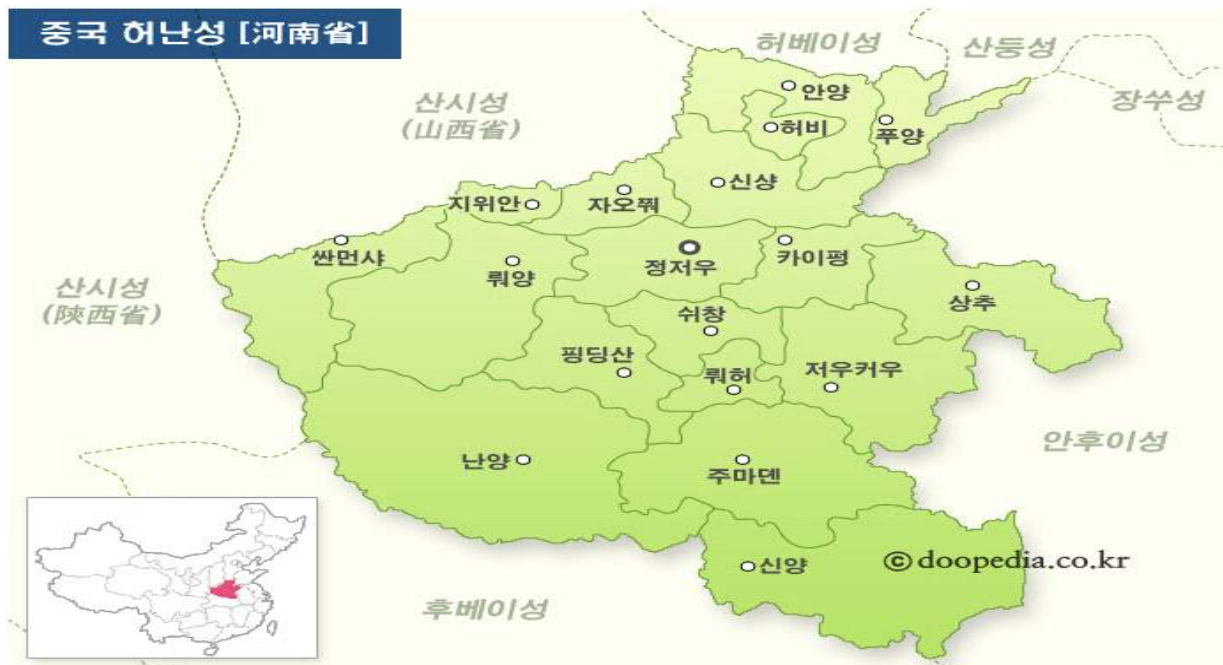 중국 허난성 [河南省]
허베이성
산둥성
산시성
(山西省)
장쑤성
안양
허비
푸양
신샹
지위안
자오쭤
싼먼샤
뤄양
정저우
카이펑
산시성
(陝西省)
상추
쉬창
핑딩산
뤄허
저우커우
안후이성
난양
주마뎬
신양
ⓒ doopedia.co.kr
후베이성